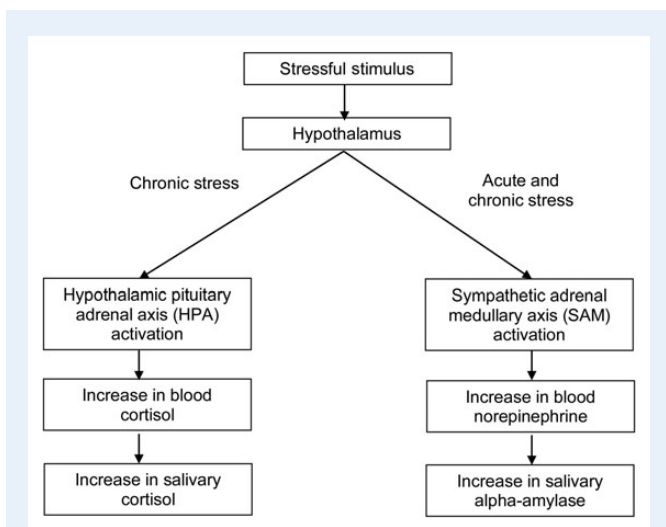 Stressful stimulus
Hypothalamus
Chronic stress
Acute and
chronic stress
Hypothalamic pituitary
adrenal axis (HPA)
activation
Sympathetic adrenal
medullary axis (SAM)
activation
Increase in blood
cortisol
Increase in blood
norepinephrine
Increase in salivary
cortisol
Increase in salivary
alpha-amylase